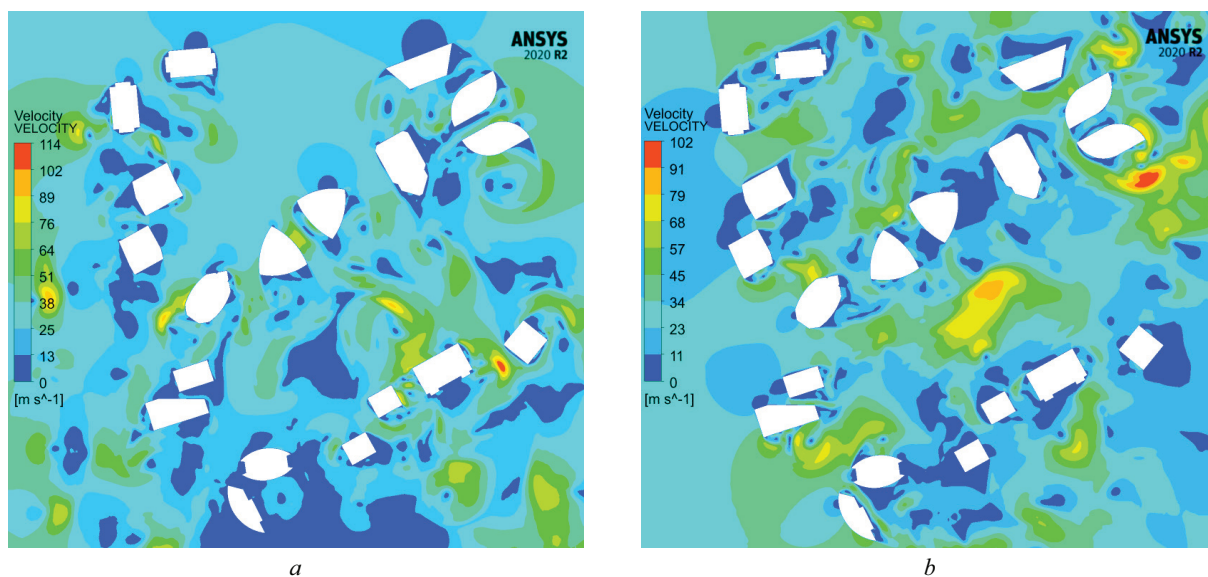 ANSYS
2020 R2
Velocity
VELOCITY
114
102
89
76
64
51
38
25
13
0
[m s^-1]
a
ANSYS
2020 R2
Velocity
VELOCITY
102
91
79
68
57
45
34
23
11
0
[m s^-1]
b